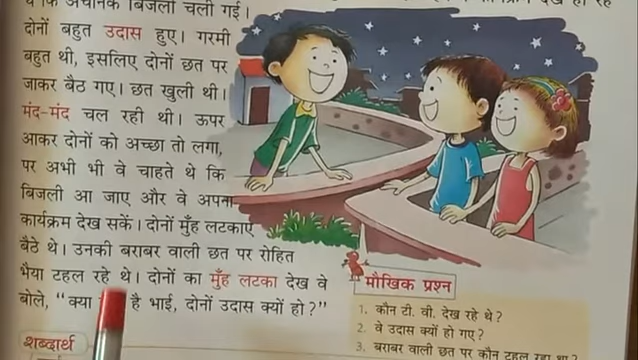 कि अचानक बिजली चली गई।
दोनों बहुत उदास हुए। गरमी
बहुत थी, इसलिए दोनों छत पर
जाकर बैठ गए। छत खुली थी।
मंद-मंद चल रही थी। ऊपर
आकर दोनों को अच्छा तो लगा,
पर अभी भी वे चाहते थे कि
बिजली आ जाए और वे अपना
कार्यक्रम देख सकें। दोनों मुँह लटकाए
बैठे थे। उनकी बराबर वाली छत पर रोहित
भैया टहल रहे थे। दोनों का मुँह लटका देख वे
बोले, “क्या है भाई, दोनों उदास क्यों हो?”
मौखिक प्रश्न
1. कौन टी. वी. देख रहे थे?
2. वे उदास क्यों हो गए?
3. बराबर वाली छत पर कौन टहल रहा था?
शब्दार्थ